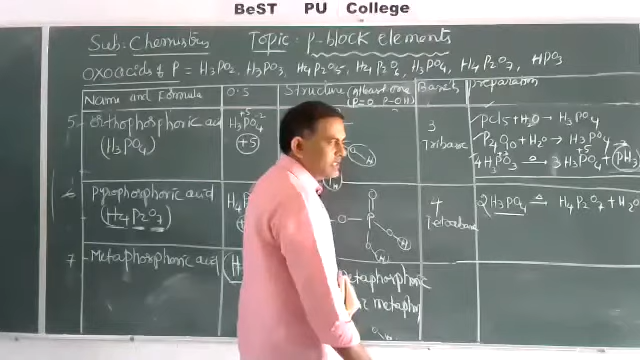 BeST PU College
Sub: Chemistry Topic: P-block elements
Oxoacids of P = H3PO2, H3PO3, H4P2O5, H4P2O6, H3PO4, H4P2O7, HPO3
Name and Formula O.S Structure (atleast one P=O P-OH) Basicity preparation
5 Orthophosphoric acid (H3PO4) +5 3 Tribasic
PCl5 + H2O → H3PO4
P4O10 + H2O → H3PO4
4H3PO3 Δ→ 3H3PO4 + PH3
6 Pyrophosphoric acid (H4P2O7) 4 Tetrabasic
2H3PO4 Δ→ H4P2O7 + H2O
7 Metaphosphoric acid